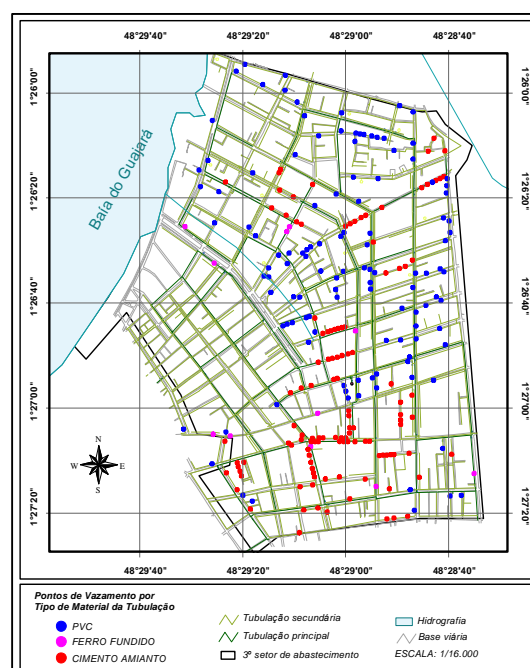 48°29'40" 48°29'20" 48°29'00" 48°28'40"
1°26'00" 1°26'00"
Baía do Guajará
1°26'20" 1°26'20"
1°26'40" 1°26'40"
1°27'00" 1°27'00"
N
W E
S
1°27'20" 1°27'20"
48°29'40" 48°29'20" 48°29'00" 48°28'40"
Pontos de Vazamento por
Tipo de Material da Tubulação
PVC
FERRO FUNDIDO
CIMENTO AMIANTO
Tubulação secundária
Tubulação principal
3º setor de abastecimento
Hidrografia
Base viária
ESCALA: 1/16.000